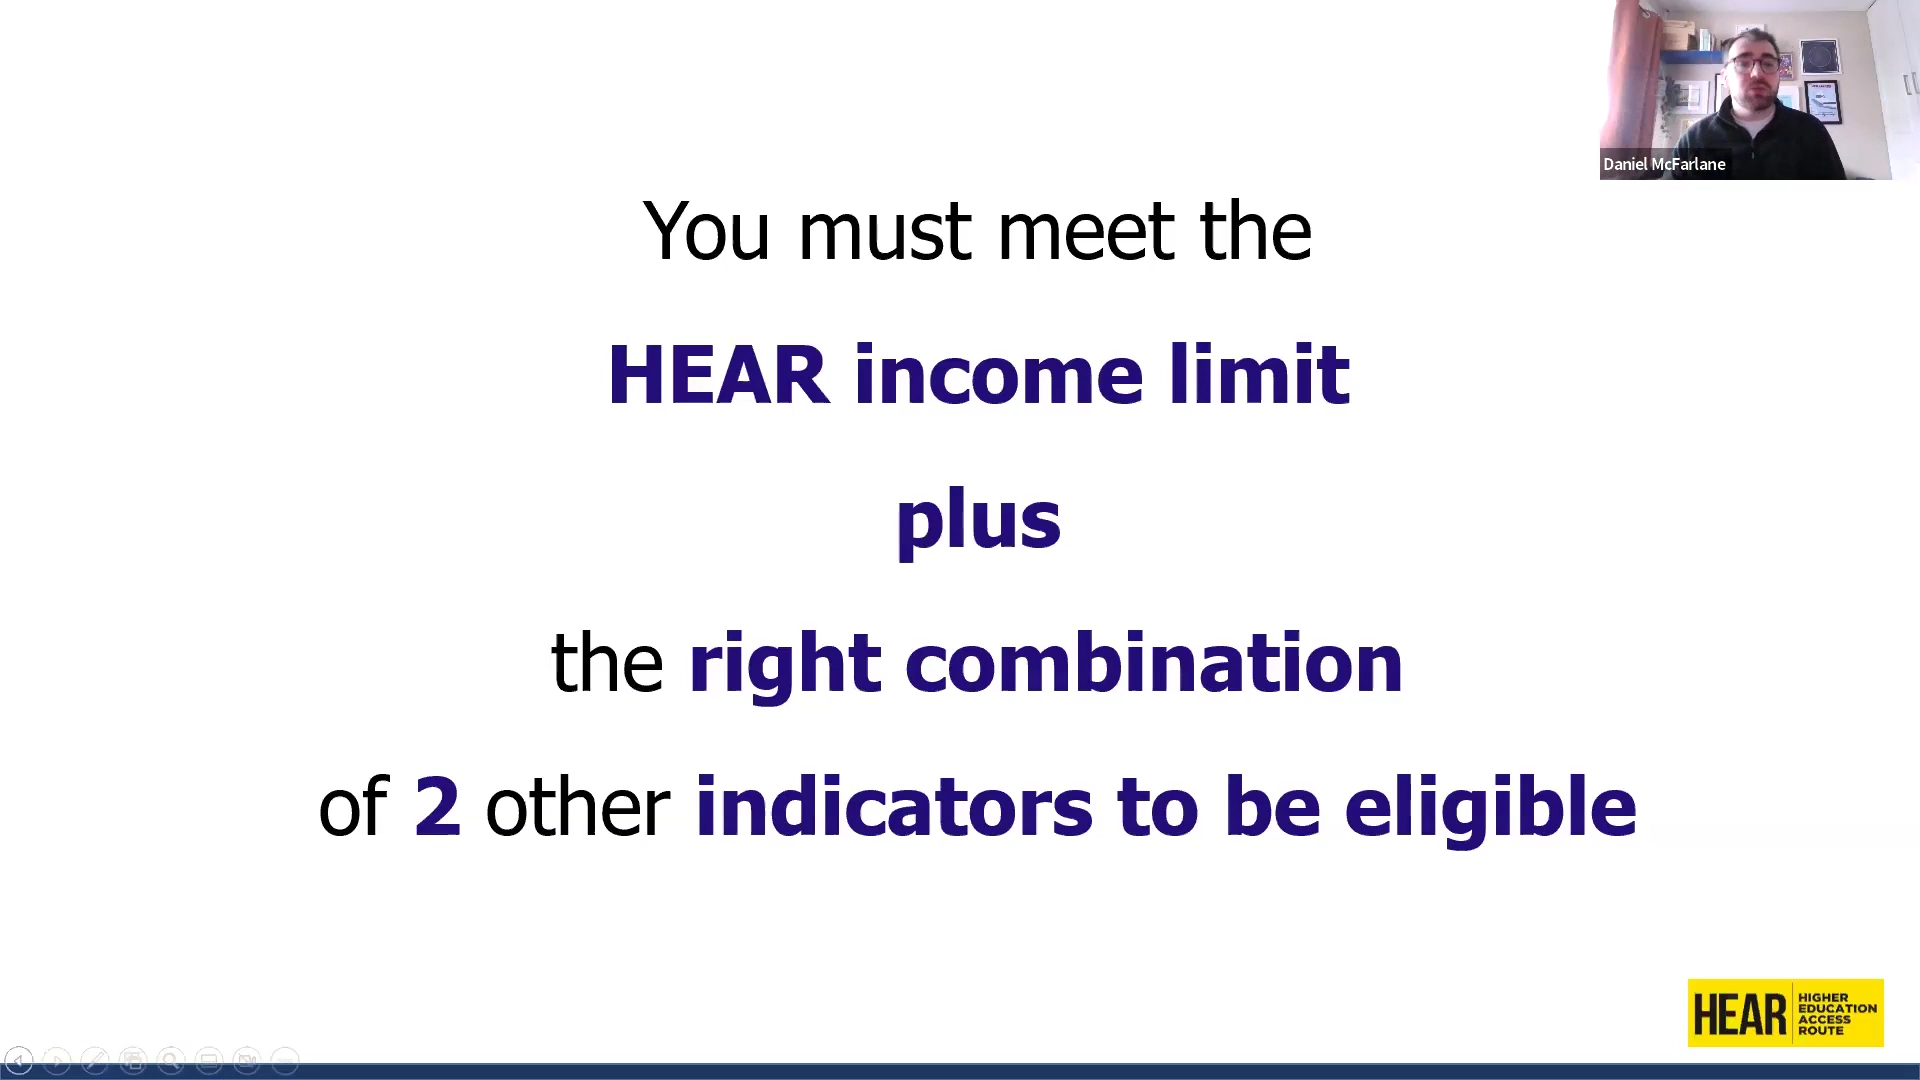 Daniel McFarlane
You must meet the
HEAR income limit
plus
the right combination
of 2 other indicators to be eligible
HEAR
HIGHER
EDUCATION
ACCESS
ROUTE